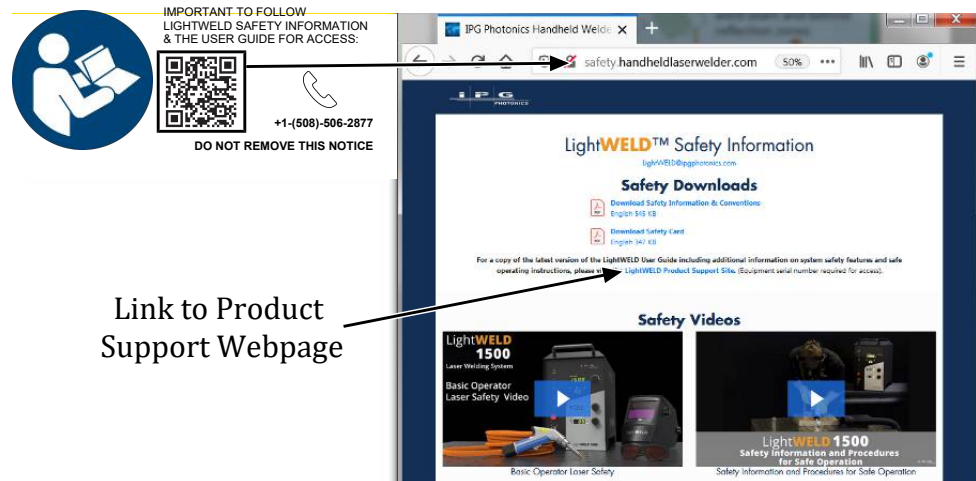 IMPORTANT TO FOLLOW
LIGHTWELD SAFETY INFORMATION
& THE USER GUIDE FOR ACCESS:
+1-(508)-506-2877
DO NOT REMOVE THIS NOTICE
Link to Product
Support Webpage
IPG Photonics Handheld Welde
safety.handheldlaserwelder.com
50%
IPG
PHOTONICS
LightWELD™ Safety Information
LightWELD@ipgphotonics.com
Safety Downloads
Download Safety Information & Conventions
English 545 KB
Download Safety Card
English 347 KB
For a copy of the latest version of the LightWELD User Guide including additional information on system safety features and safe
operating instructions, please LightWELD Product Support Site. (Equipment serial number required for access).
Safety Videos
LightWELD
1500
Laser Welding System
Basic Operator
Laser Safety Video
LightWELD 1500
Safety Information and Procedures
for Safe Operation
Basic Operator Laser Safety
Safety Information and Procedures for Safe Operation